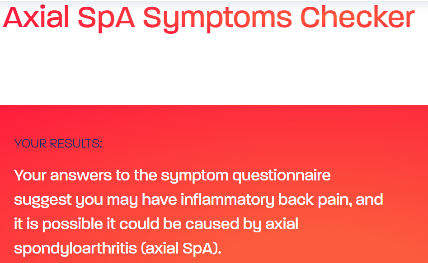 Axial SpA Symptoms Checker
YOUR RESULTS:
Your answers to the symptom questionnaire
suggest you may have inflammatory back pain, and
it is possible it could be caused by axial
spondyloarthritis (axial SpA).